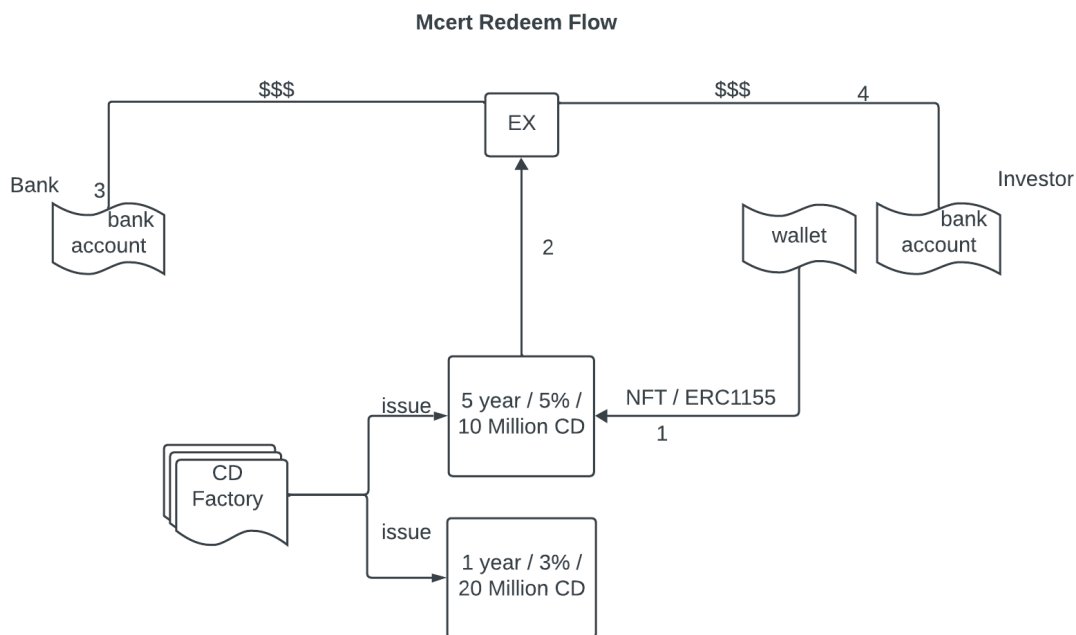 Mcert Redeem Flow
$$$
$$$
4
EX
Bank
3
Investor
bank
account
wallet
bank
account
2
NFT / ERC1155
1
issue
5 year / 5% /
10 Million CD
CD
Factory
issue
1 year / 3% /
20 Million CD